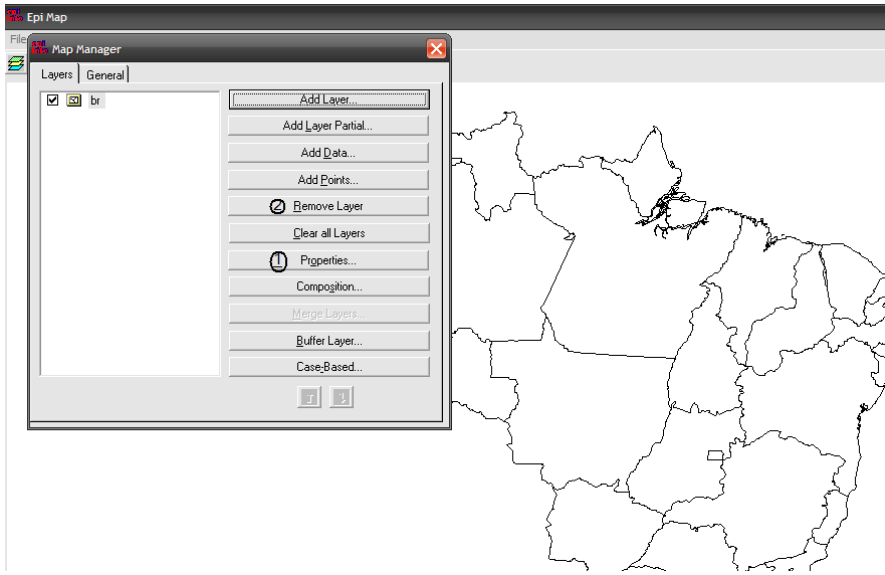 Epi Map
File
Map Manager
Layers General
br
Add Layer...
Add Layer Partial...
Add Data...
Add Points...
2 Remove Layer
Clear all Layers
1 Properties...
Composition...
Merge Layers...
Buffer Layer...
Case-Based...